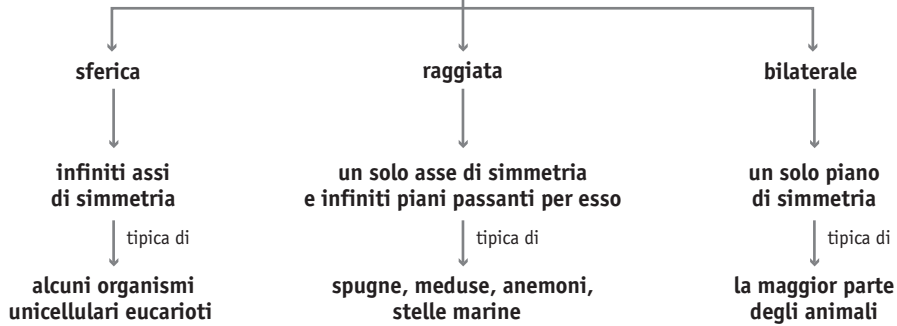 sferica
raggiata
bilaterale
infiniti assi
di simmetria
un solo asse di simmetria
e infiniti piani passanti per esso
un solo piano
di simmetria
tipica di
tipica di
tipica di
alcuni organismi
unicellulari eucarioti
spugne, meduse, anemoni,
stelle marine
la maggior parte
degli animali